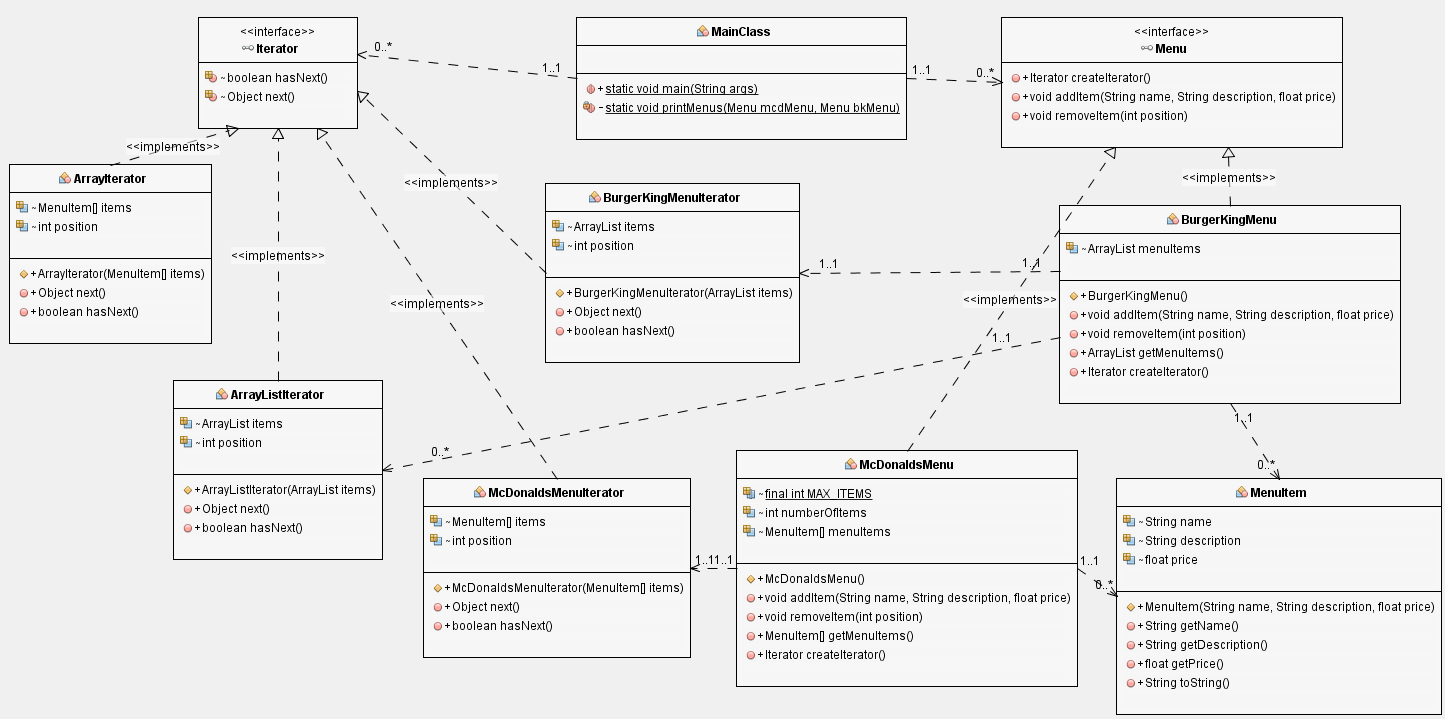 <<interface>>
Iterator
~boolean hasNext()
~Object next()
MainClass
+static void main(String args)
-static void printMenus(Menu mcdMenu, Menu bkMenu)
<<interface>>
Menu
+Iterator createIterator()
+void addItem(String name, String description, float price)
+void removeItem(int position)
0..*
1..1
1..1
0..*
<<implements>>
<<implements>>
<<implements>>
ArrayIterator
~MenuItem[] items
~int position
+ArrayIterator(MenuItem[] items)
+Object next()
+boolean hasNext()
BurgerKingMenuIterator
~ArrayList items
~int position
+BurgerKingMenuIterator(ArrayList items)
+Object next()
+boolean hasNext()
BurgerKingMenu
~ArrayList menuItems
+BurgerKingMenu()
+void addItem(String name, String description, float price)
+void removeItem(int position)
+ArrayList getMenuItems()
+Iterator createIterator()
<<implements>>
1..1
1..1
<<implements>>
<<implements>>
1..1
0..*
1..1
0..*
ArrayListIterator
~ArrayList items
~int position
+ArrayListIterator(ArrayList items)
+Object next()
+boolean hasNext()
McDonaldsMenuIterator
~MenuItem[] items
~int position
+McDonaldsMenuIterator(MenuItem[] items)
+Object next()
+boolean hasNext()
1..1
1..1
McDonaldsMenu
~final int MAX_ITEMS
~int numberOfItems
~MenuItem[] menuItems
+McDonaldsMenu()
+void addItem(String name, String description, float price)
+void removeItem(int position)
+MenuItem[] getMenuItems()
+Iterator createIterator()
1..1
0..*
MenuItem
~String name
~String description
~float price
+MenuItem(String name, String description, float price)
+String getName()
+String getDescription()
+float getPrice()
+String toString()